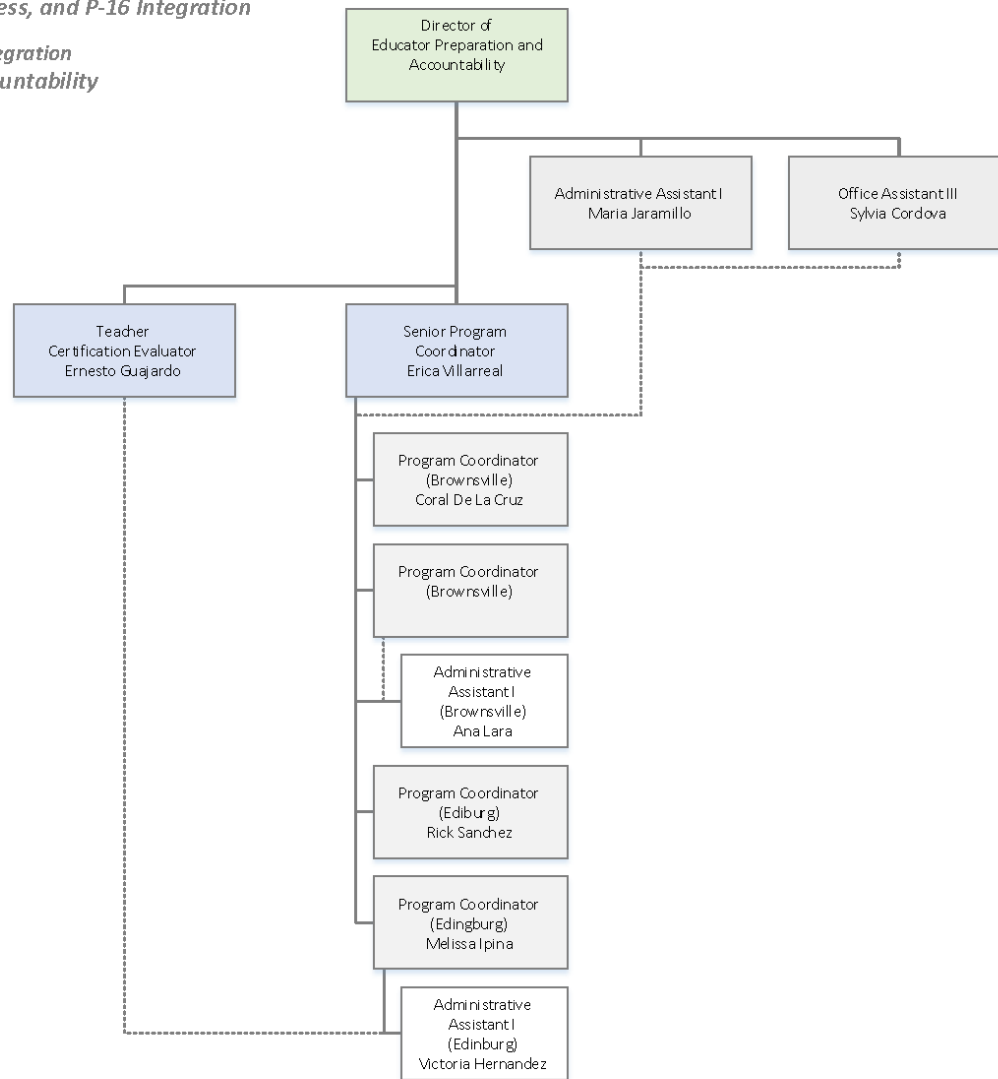 ess, and P-16 Integration
egration
untability
Director of
Educator Preparation and
Accountability
Administrative Assistant I
Maria Jaramillo
Office Assistant III
Sylvia Cordova
Teacher
Certification Evaluator
Ernesto Guajardo
Senior Program
Coordinator
Erica Villarreal
Program Coordinator
(Brownsville)
Coral De La Cruz
Program Coordinator
(Brownsville)
Administrative
Assistant I
(Brownsville)
Ana Lara
Program Coordinator
(Ediburg)
Rick Sanchez
Program Coordinator
(Edingburg)
Melissa Ipina
Administrative
Assistant I
(Edinburg)
Victoria Hernandez